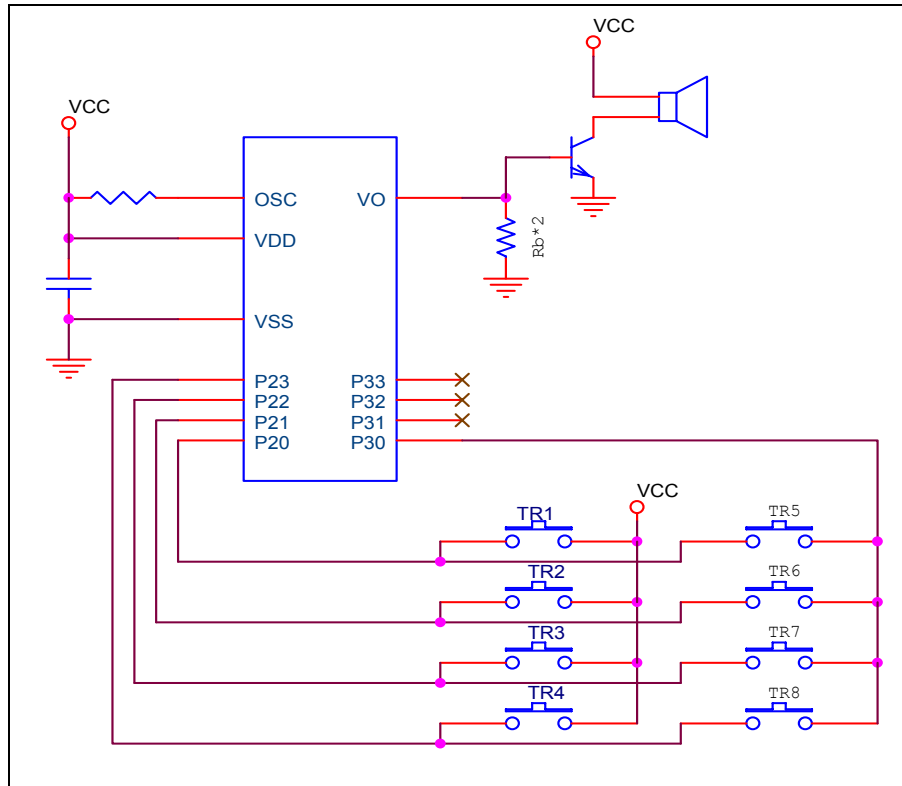 VCC
VCC
OSC
VO
VDD
Rb*2
VSS
P23
P33
P22
P32
P21
P31
P20
P30
VCC
TR1
TR5
TR2
TR6
TR3
TR7
TR4
TR8